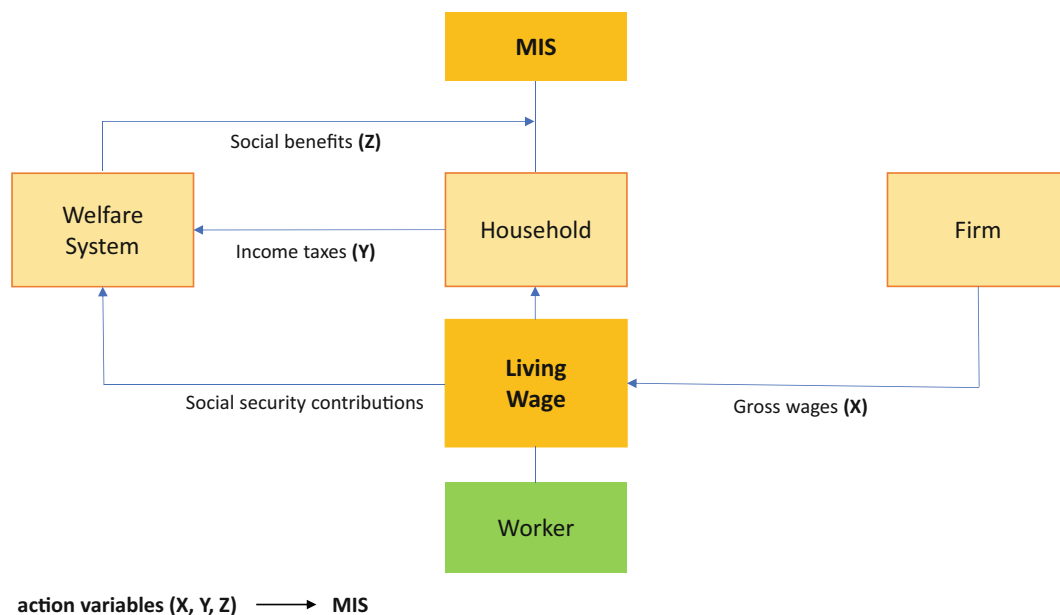 MIS
Social benefits (Z)
Welfare
System
Household
Firm
Income taxes (Y)
Living
Wage
Social security contributions
Gross wages (X)
Worker
action variables (X, Y, Z) → MIS